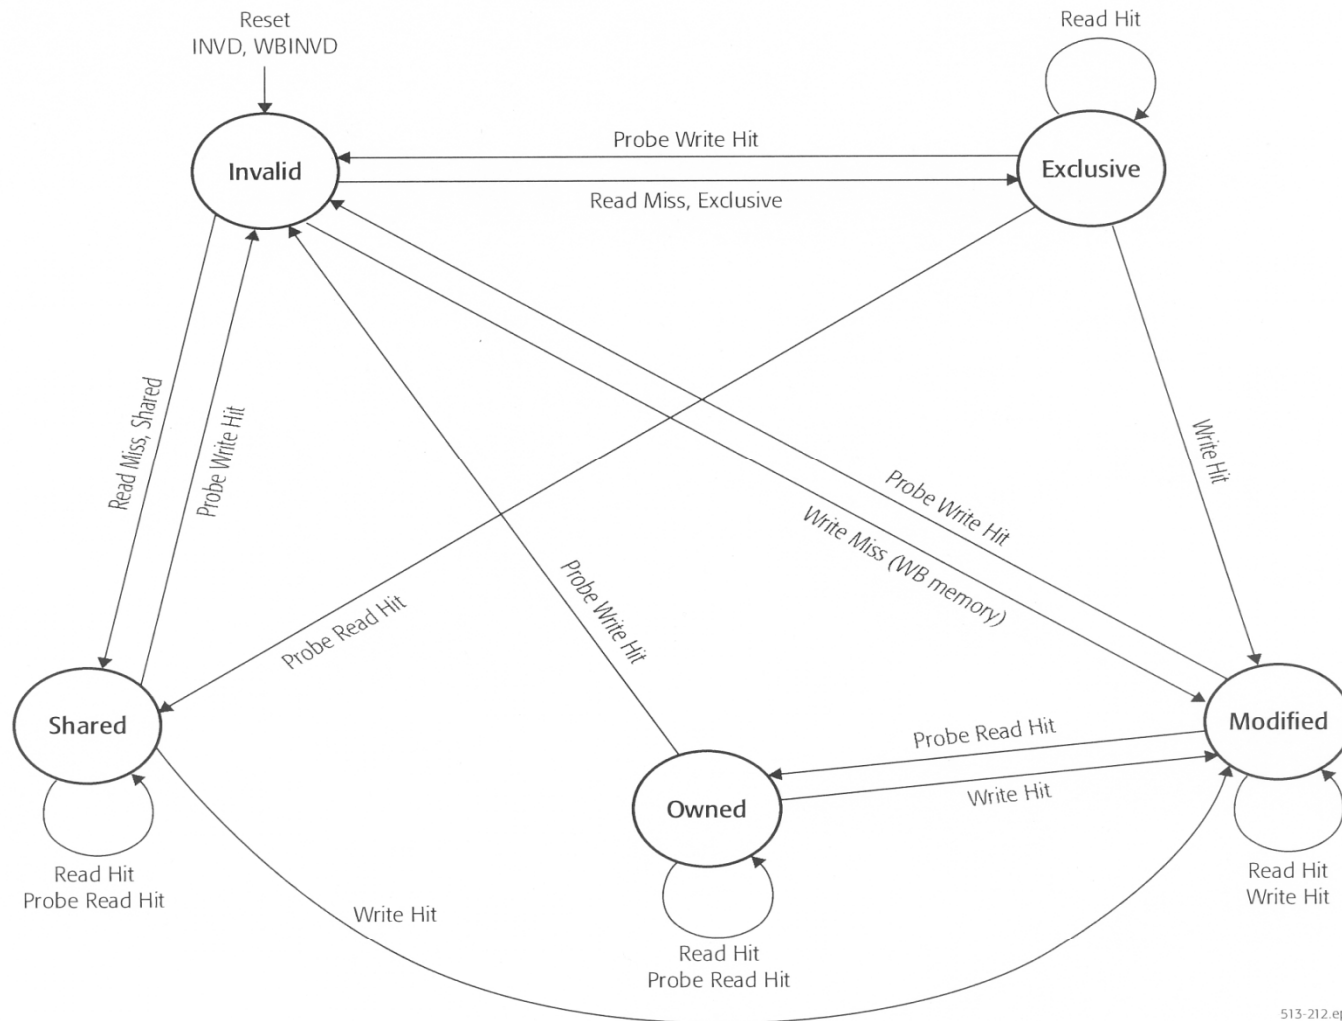 Reset
INVD, WBINVD
Read Hit
Invalid
Probe Write Hit
Exclusive
Read Miss, Exclusive
Read Miss, Shared
Probe Write Hit
Probe Read Hit
Probe Write Hit
Probe Write Hit
Write Miss (WB memory)
Write Hit
Shared
Read Hit
Probe Read Hit
Write Hit
Owned
Read Hit
Probe Read Hit
Probe Read Hit
Write Hit
Modified
Read Hit
Write Hit